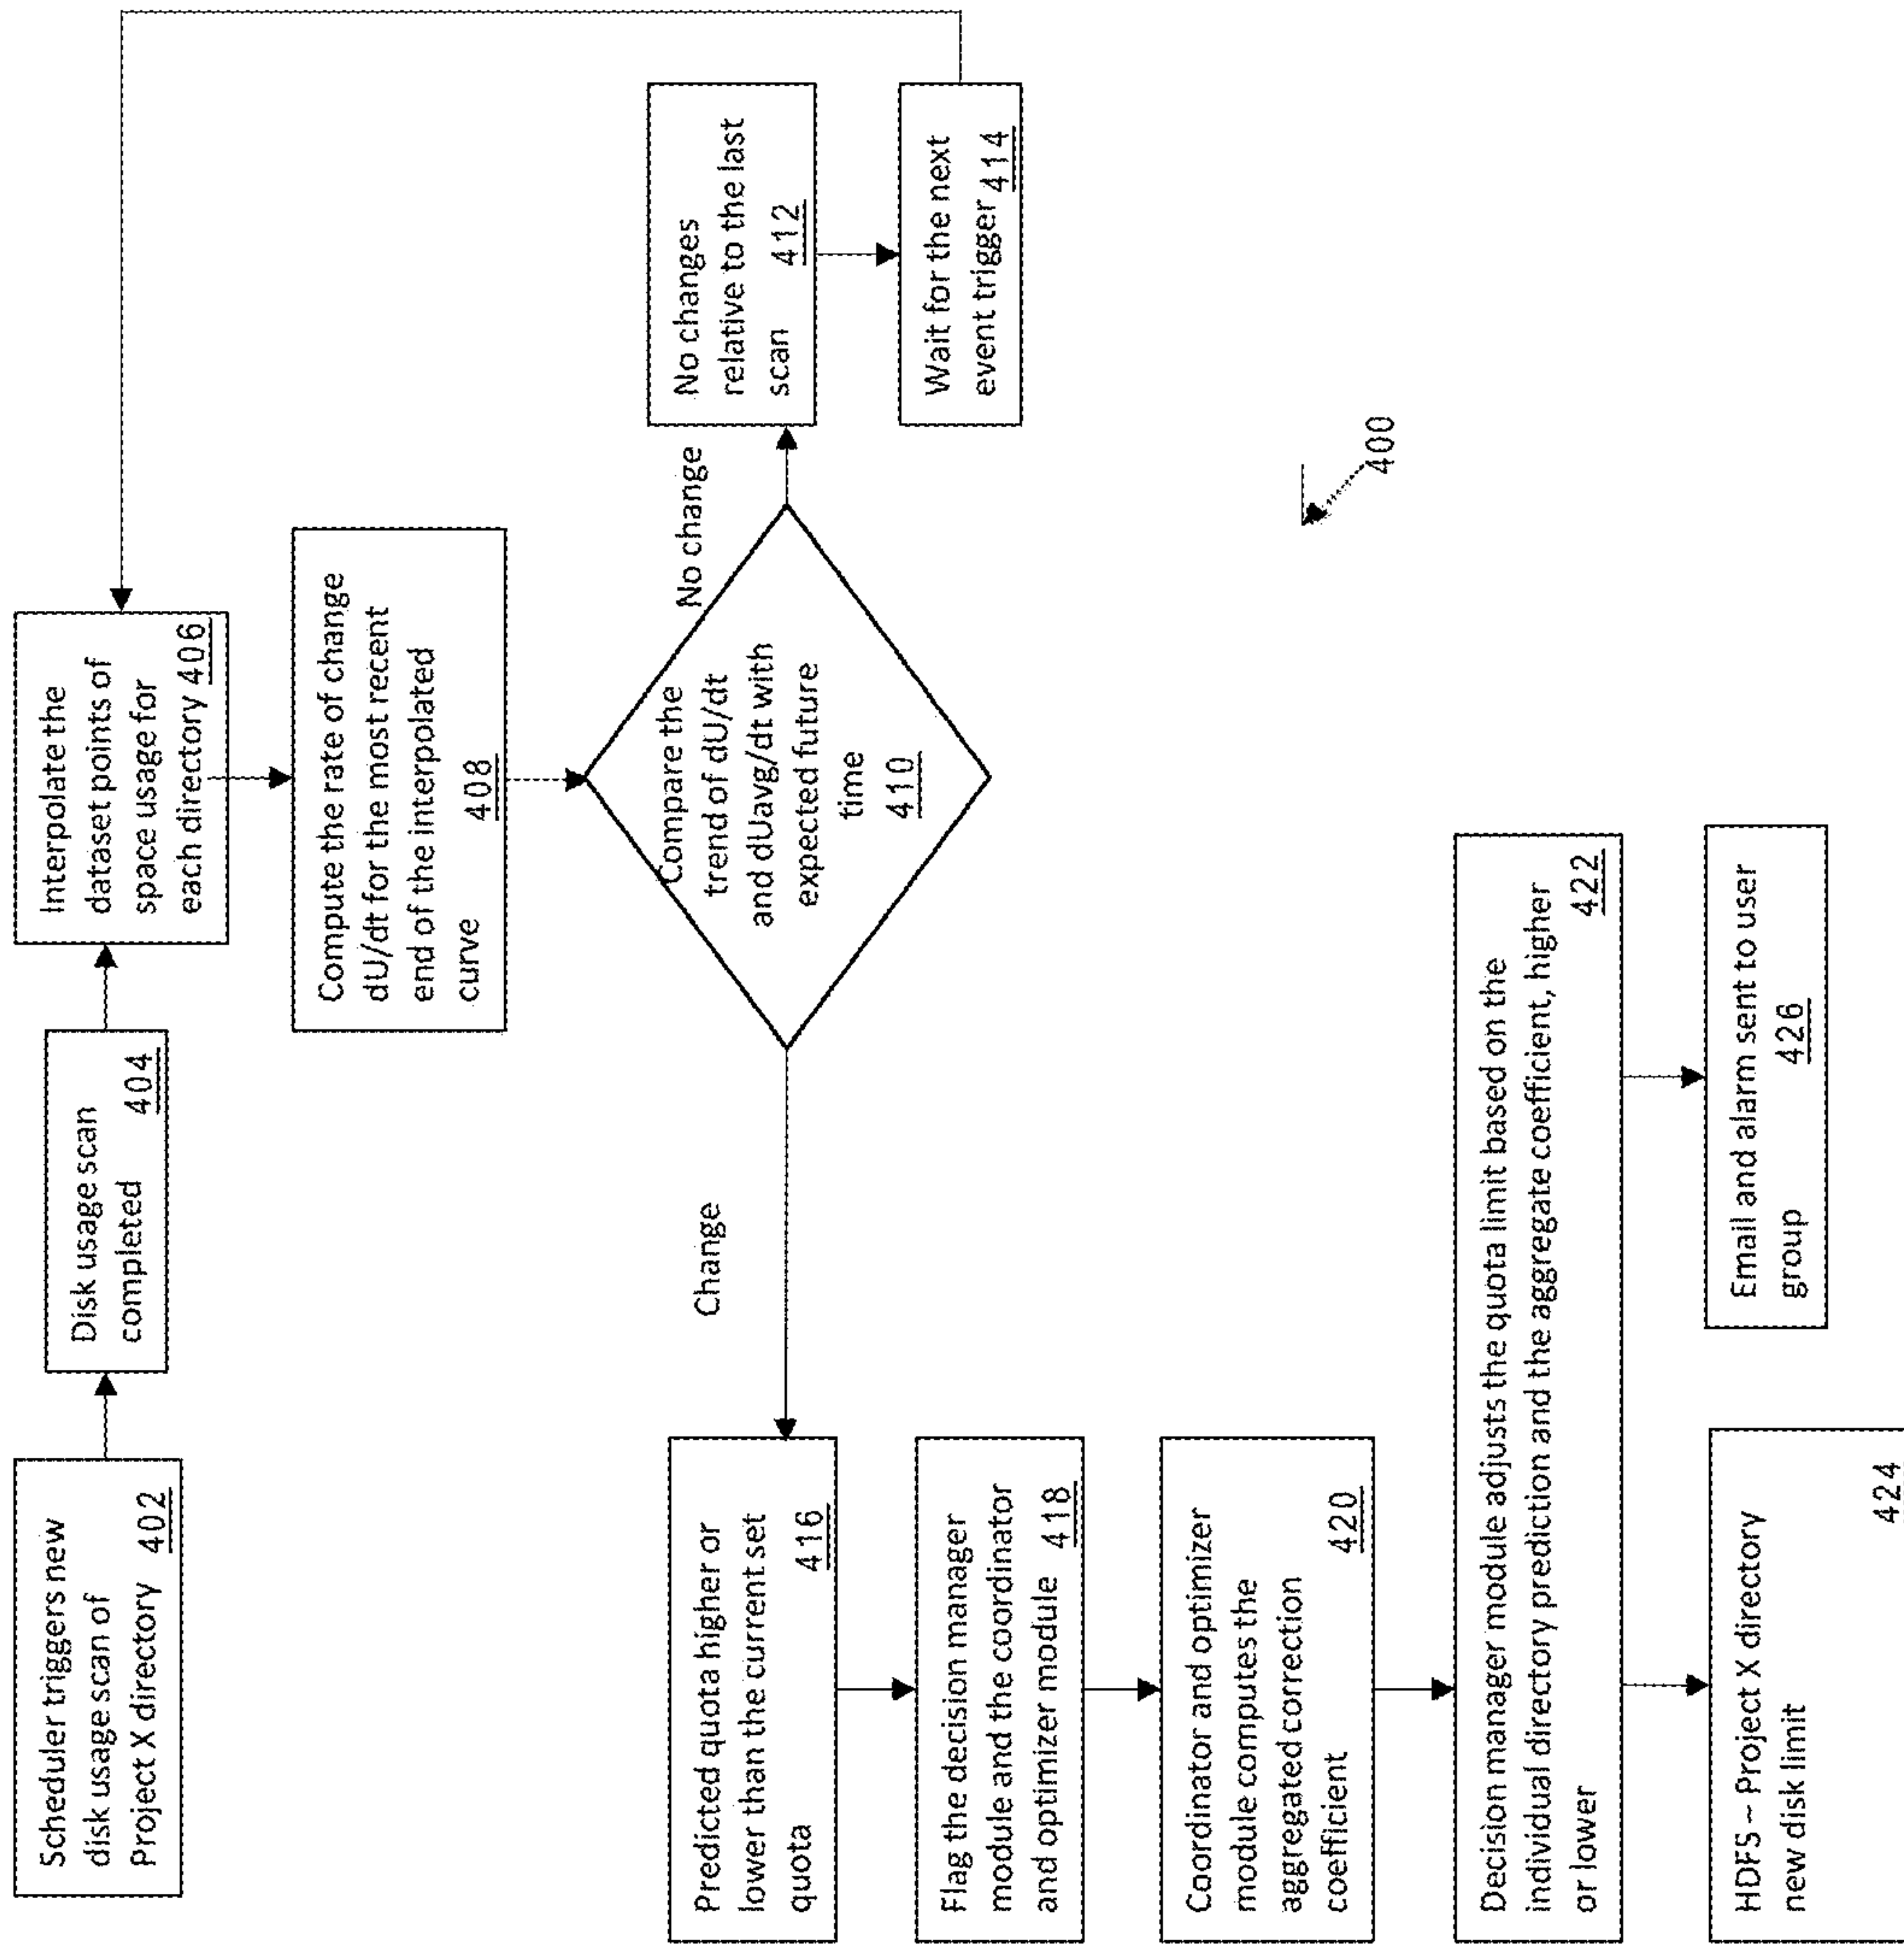 Scheduler triggers new
disk usage scan of
Project X directory 402
Disk usage scan
completed 404
Interpolate the
dataset points of
space usage for
each directory 406
Compute the rate of change
dU/dt for the most recent
end of the interpolated
curve 408
Compare the
trend of dU/dt
and dUavg/dt with
expected future
time
410
No change
No changes
relative to the last
scan 412
Wait for the next
event trigger 414
Change
Predicted quota higher or
lower than the current set
quota 416
Flag the decision manager
module and the coordinator
and optimizer module 418
Coordinator and optimizer
module computes the
aggregated correction
coefficient 420
Decision manager module adjusts the quota limit based on the
individual directory prediction and the aggregate coefficient, higher
or lower 422
HDFS – Project X directory
new disk limit
424
Email and alarm sent to user
group 426
400